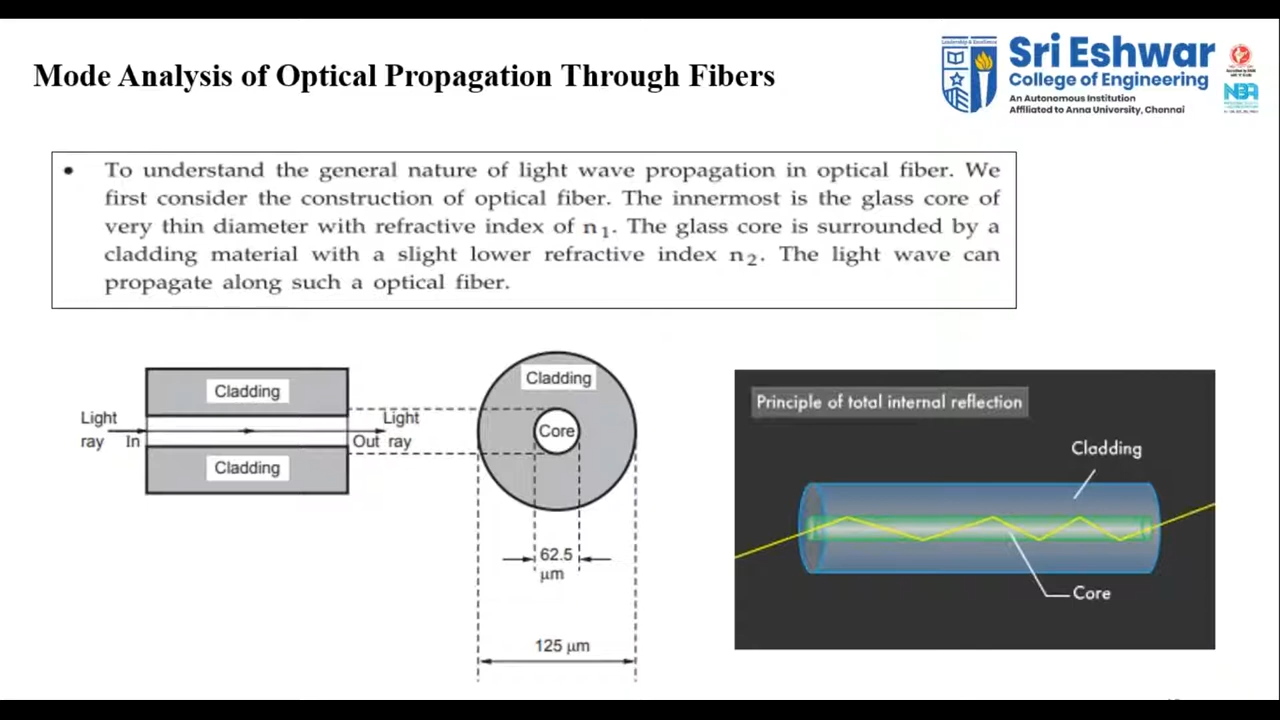 Mode Analysis of Optical Propagation Through Fibers
Sri Eshwar
College of Engineering
An Autonomous Institution
Affiliated to Anna University, Chennai
Leadership & Excellence
NBA
• To understand the general nature of light wave propagation in optical fiber. We
first consider the construction of optical fiber. The innermost is the glass core of
very thin diameter with refractive index of n1. The glass core is surrounded by a
cladding material with a slight lower refractive index n2. The light wave can
propagate along such a optical fiber.
Cladding
Light
ray In
Light
Out ray
Cladding
Cladding
Core
62.5
μm
125 μm
Principle of total internal reflection
Cladding
Core